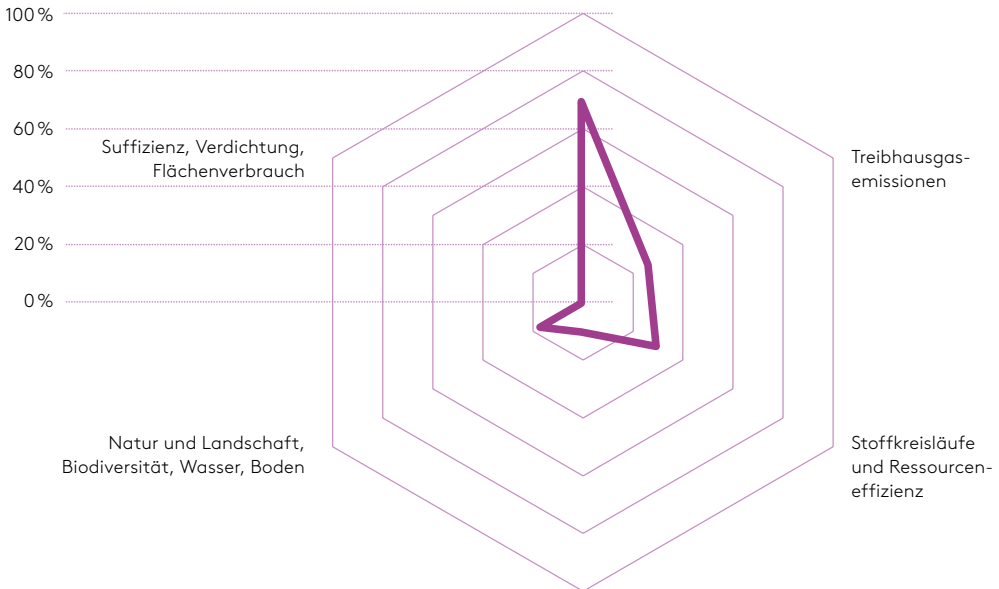 100 %
80 %
60 %
40 %
20 %
0 %
Suffizienz, Verdichtung,
Flächenverbrauch
Treibhausgas-
emissionen
Natur und Landschaft,
Biodiversität, Wasser, Boden
Stoffkreisläufe
und Ressourcen-
effizienz